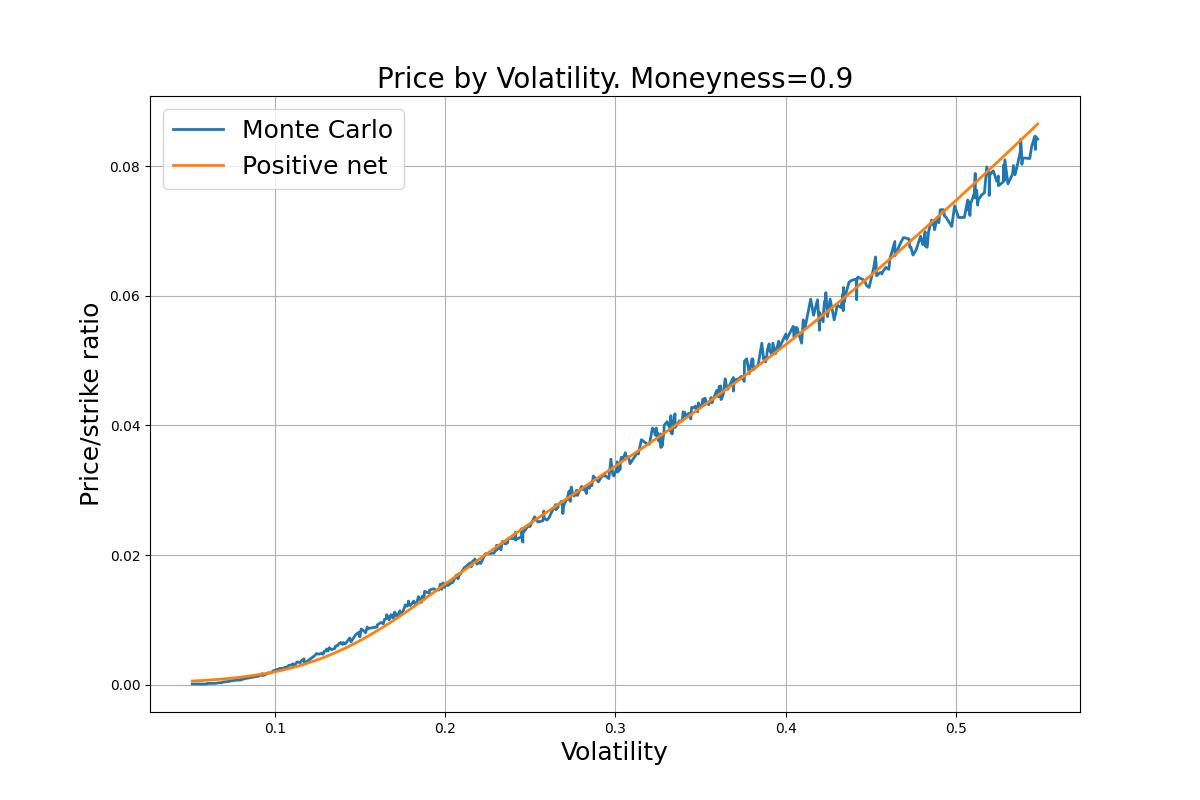 Price by Volatility. Moneyness=0.9
Monte Carlo
Positive net
Price/strike ratio
0.08
0.06
0.04
0.02
0.00
0.1 0.2 0.3 0.4 0.5
Volatility